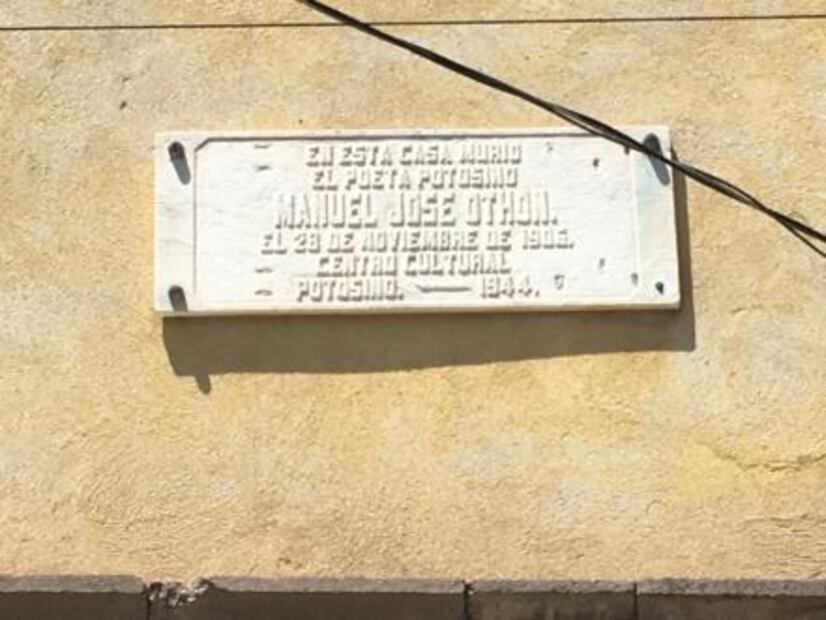 EN ESTA CASA MURIO
EL POETA POTOSINO
MANUEL JOSE OTHON.
EL 28 DE NOVIEMBRE DE 1906.
CENTRO CULTURAL
POTOSINO. — 1944.